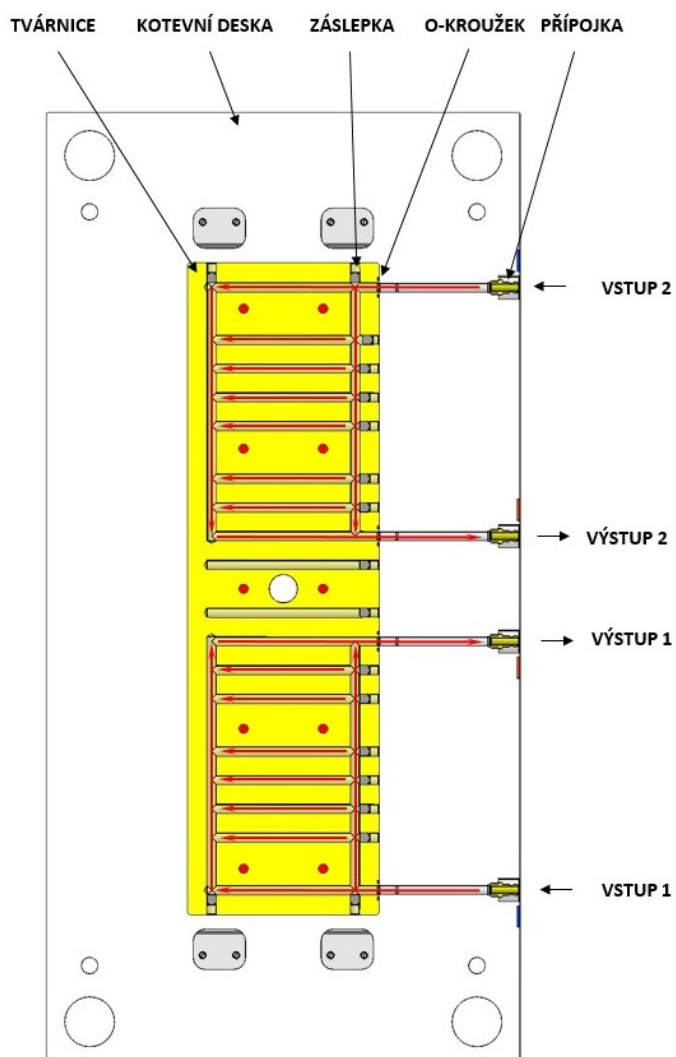 TVÁRNICE KOTEVNÍ DESKA ZÁSLEPKA O-KROUŽEK PŘÍPOJKA
VSTUP 2
VÝSTUP 2
VÝSTUP 1
VSTUP 1